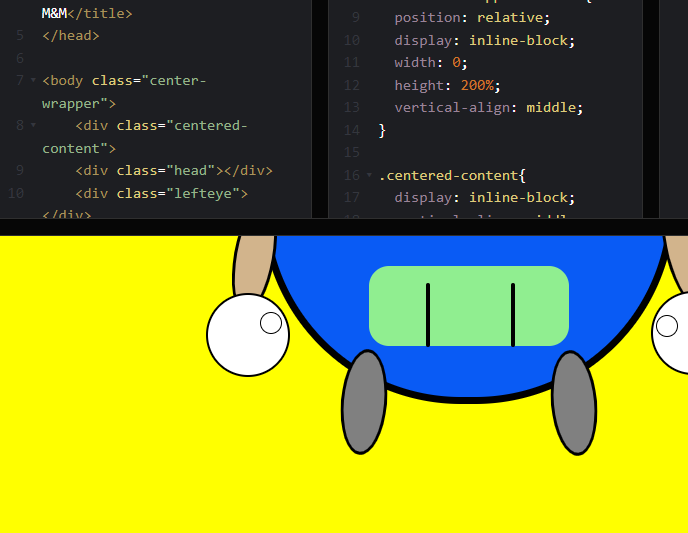 M&M</title>
5 </head>
6
7 <body class="center-
wrapper">
8 <div class="centered-
content">
9 <div class="head"></div>
10 <div class="lefteye">
</div>
9 position: relative;
10 display: inline-block;
11 width: 0;
12 height: 200%;
13 vertical-align: middle;
14 }
15
16 .centered-content{
17 display: inline-block;